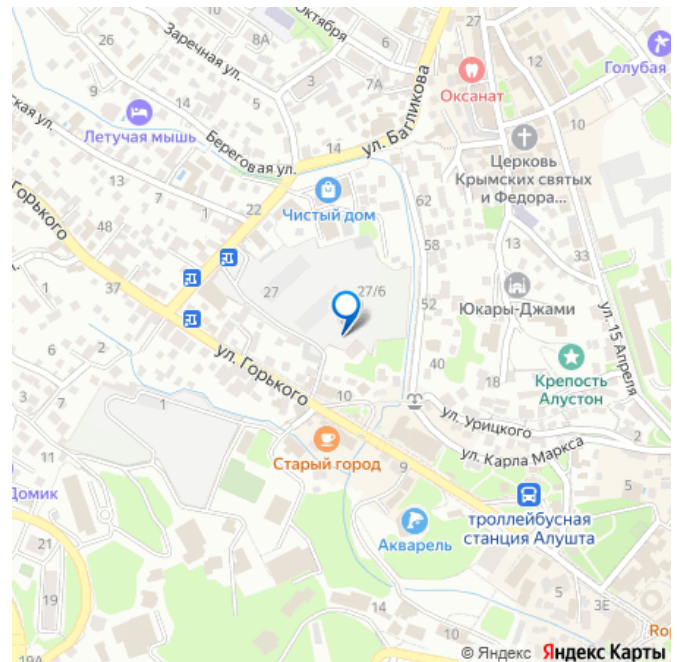 Октября
27
26
Заречная ул.
8А
6
Голубая
9
3
7А
Оксанат
14
5
ул. Багликова
10
Летучая мышь
ская ул.
14
Церковь
Крымских святых
и Федора...
Береговая ул.
13
7
22
62
Чистый дом
1
Горького
48
58
13
33
27
27/6
1
37
52
Юкары-Джами
ул. 15 Апреля
6
2
ул. Горького
40
18
Крепость
Алустон
3
7
10
1
ул. Урицкого
2
11
Старый город
9
ул. Карла Маркса
5
Домик
троллейбусная
станция Алушта
21
Акварель
19
5
14
3Е
10
19А
© Яндекс Яндекс Карты